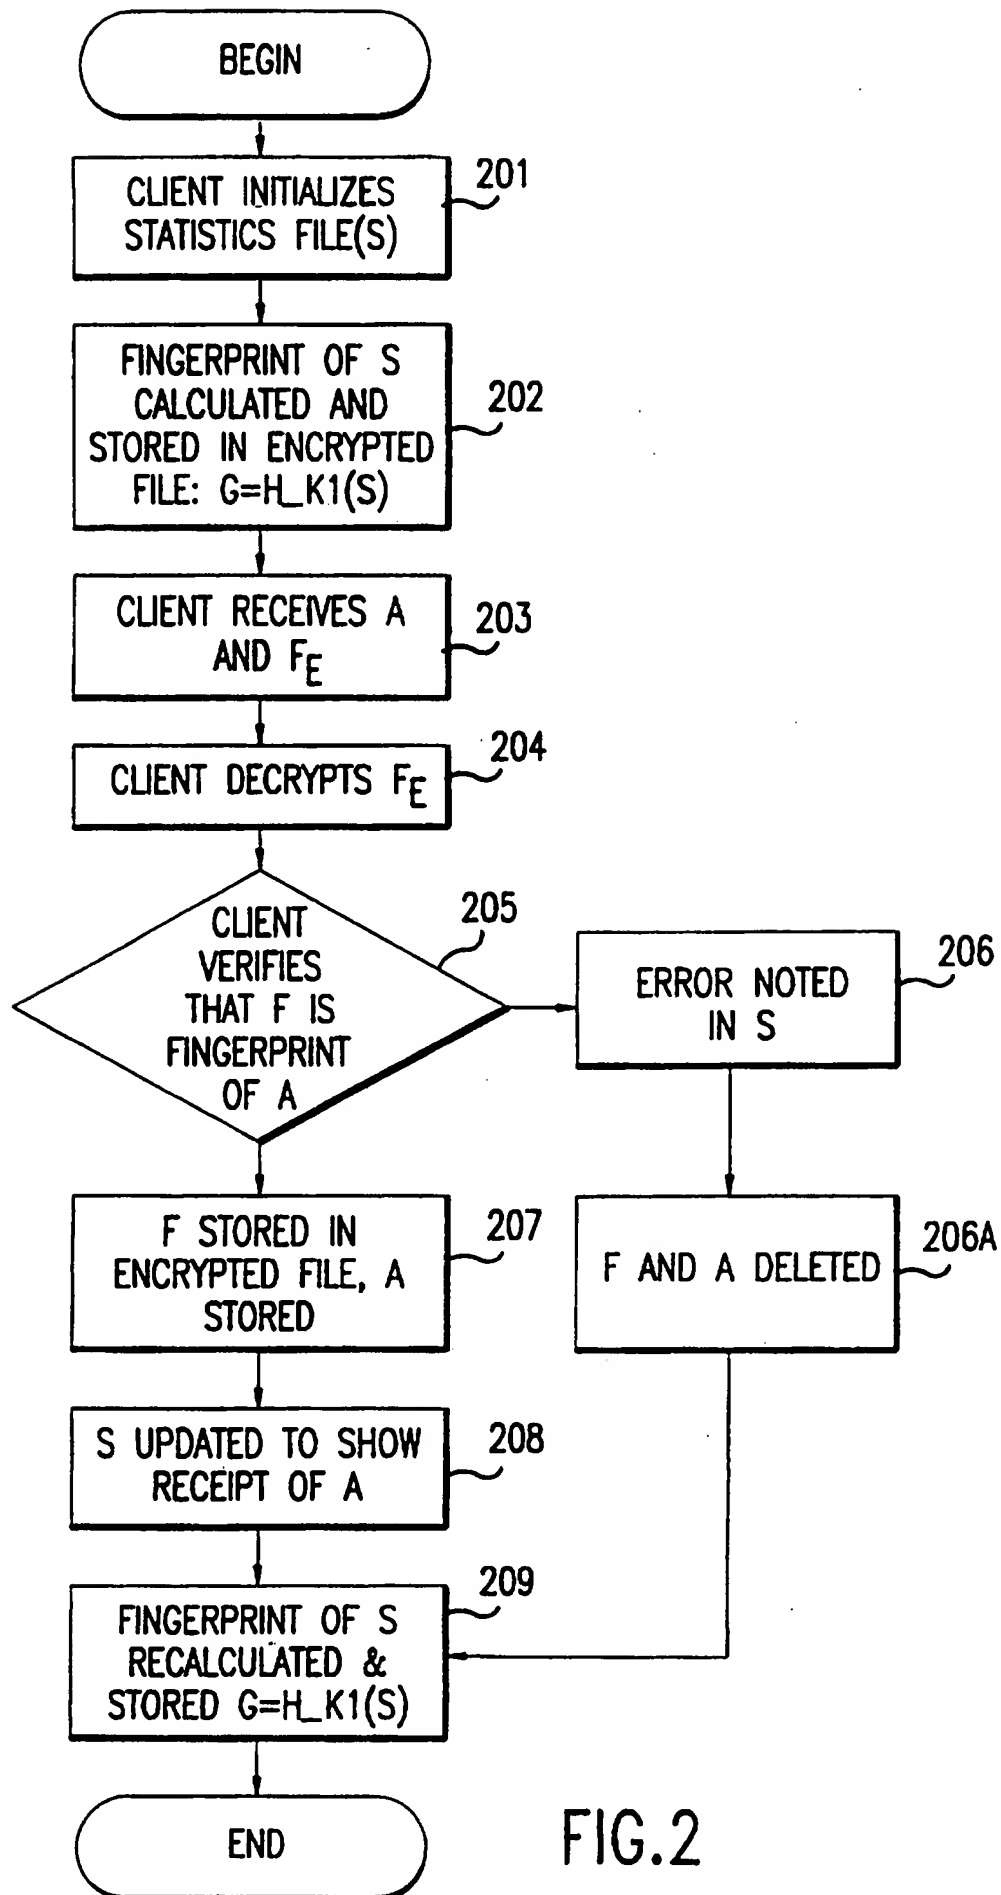 BEGIN
CLIENT INITIALIZES
STATISTICS FILE(S)
201
FINGERPRINT OF S
CALCULATED AND
STORED IN ENCRYPTED
FILE: G=H_K1(S)
202
CLIENT RECEIVES A
AND FE
203
CLIENT DECRYPTS FE
204
CLIENT
VERIFIES
THAT F IS
FINGERPRINT
OF A
205
ERROR NOTED
IN S
206
F STORED IN
ENCRYPTED FILE, A
STORED
207
F AND A DELETED
206A
S UPDATED TO SHOW
RECEIPT OF A
208
FINGERPRINT OF S
RECALCULATED &
STORED G=H_K1(S)
209
END
FIG.2